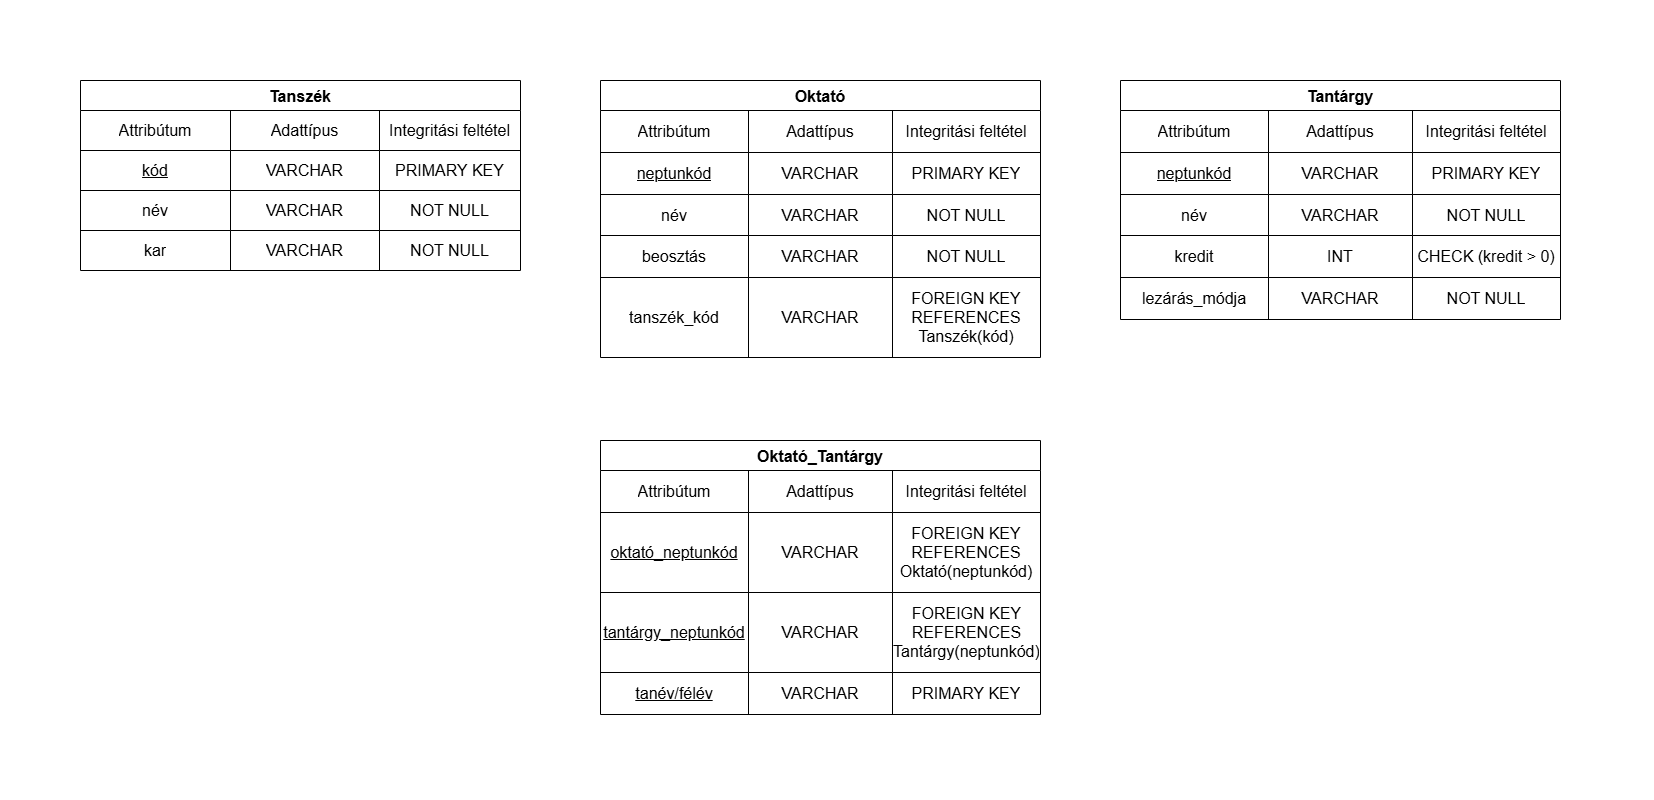 Tanszék
Attribútum Adattípus Integritási feltétel
kód VARCHAR PRIMARY KEY
név VARCHAR NOT NULL
kar VARCHAR NOT NULL
Oktató
Attribútum Adattípus Integritási feltétel
neptunkód VARCHAR PRIMARY KEY
név VARCHAR NOT NULL
beosztás VARCHAR NOT NULL
tanszék_kód VARCHAR FOREIGN KEY
REFERENCES
Tanszék(kód)
Tantárgy
Attribútum Adattípus Integritási feltétel
neptunkód VARCHAR PRIMARY KEY
név VARCHAR NOT NULL
kredit INT CHECK (kredit > 0)
lezárás_módja VARCHAR NOT NULL
Oktató_Tantárgy
Attribútum Adattípus Integritási feltétel
oktató_neptunkód VARCHAR FOREIGN KEY
REFERENCES
Oktató(neptunkód)
tantárgy_neptunkód VARCHAR FOREIGN KEY
REFERENCES
Tantárgy(neptunkód)
tanév/félév VARCHAR PRIMARY KEY